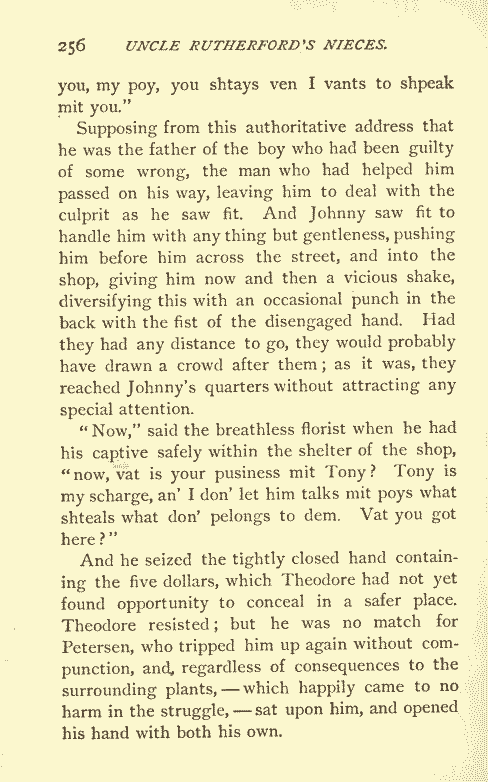 256 UNCLE RUTHERFORD'S NIECES.
you, my poy, you shtays ven I vants to shpeak
mit you."
Supposing from this authoritative address that
he was the father of the boy who had been guilty
of some wrong, the man who had helped him
passed on his way, leaving him to deal with the
culprit as he saw fit. And Johnny saw fit to
handle him with any thing but gentleness, pushing
him before him across the street, and into the
shop, giving him now and then a vicious shake,
diversifying this with an occasional punch in the
back with the fist of the disengaged hand. Had
they had any distance to go, they would probably
have drawn a crowd after them; as it was, they
reached Johnny's quarters without attracting any
special attention.
"Now," said the breathless florist when he had
his captive safely within the shelter of the shop,
"now, vat is your pusiness mit Tony? Tony is
my scharge, an' I don' let him talks mit poys what
shteals what don' pelongs to dem. Vat you got
here?"
And he seized the tightly closed hand contain-
ing the five dollars, which Theodore had not yet
found opportunity to conceal in a safer place.
Theodore resisted; but he was no match for
Petersen, who tripped him up again without com-
punction, and, regardless of consequences to the
surrounding plants, — which happily came to no
harm in the struggle, — sat upon him, and opened
his hand with both his own.